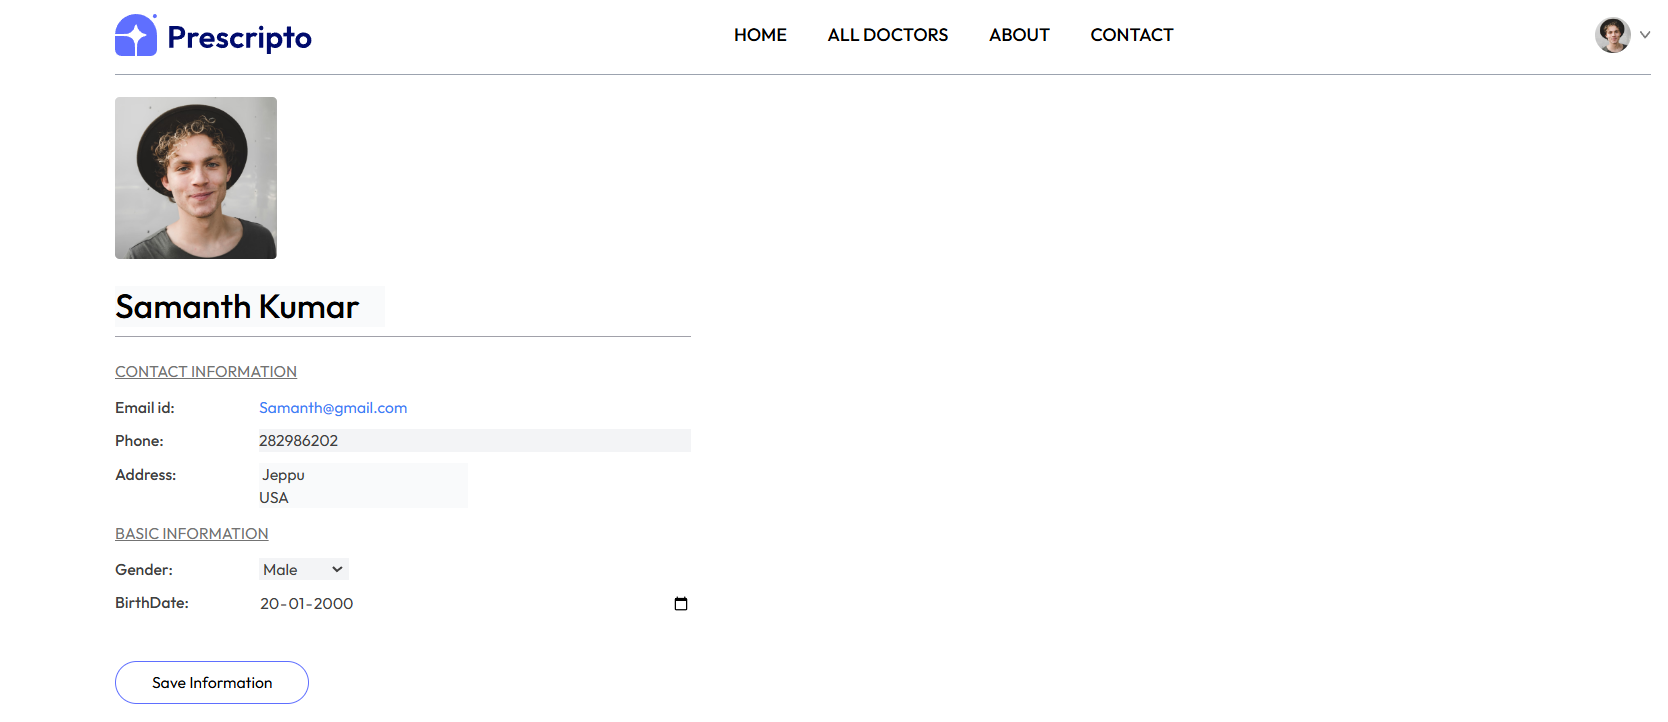 Prescripto
HOME ALL DOCTORS ABOUT CONTACT
Samanth Kumar
CONTACT INFORMATION
Email id: Samanth@gmail.com
Phone: 282986202
Address: Jeppu
USA
BASIC INFORMATION
Gender: Male
BirthDate: 20-01-2000
Save Information